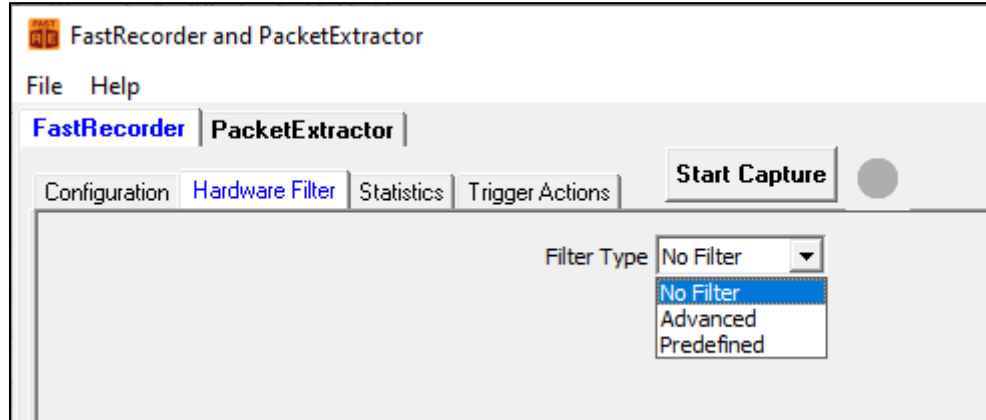 FAST
FastRecorder and PacketExtractor
File Help
FastRecorder PacketExtractor
Start Capture
Configuration Hardware Filter Statistics Trigger Actions
Filter Type No Filter
No Filter
Advanced
Predefined